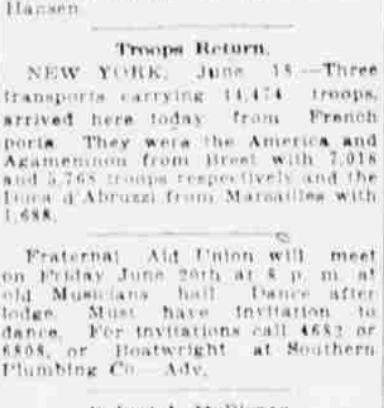 Hansen
Troops Return.
NEW YORK, June 18.—Three
transports carrying 14,474 troops,
arrived here today from French
ports. They were the America and
Agamemnon from Brest with 7,018
and 5,768 troops respectively and the
Duca d'Abruzzi from Marsailles with
1,688.
Fraternal Aid Union will meet
on Friday June 20th at 8 p. m. at
old Musicians hall. Dance after
lodge. Must have invitation to
dance. For invitations call 4682 or
6808, or Boatwright at Southern
Plumbing Co. Adv.